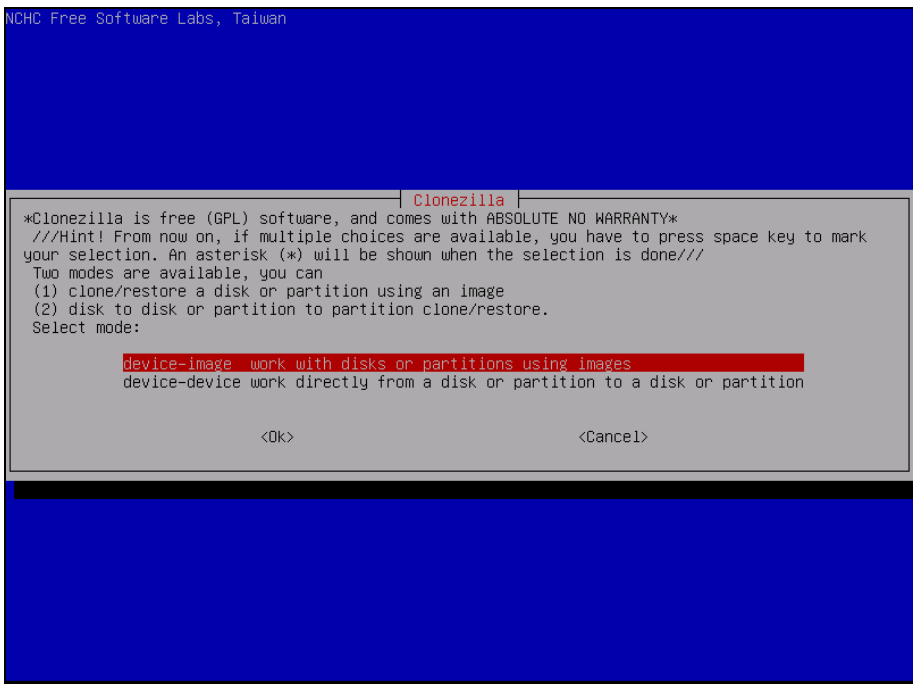 NCHC Free Software Labs, Taiwan
Clonezilla
*Clonezilla is free (GPL) software, and comes with ABSOLUTE NO WARRANTY*
///Hint! From now on, if multiple choices are available, you have to press space key to mark
your selection. An asterisk (*) will be shown when the selection is done///
Two modes are available, you can
(1) clone/restore a disk or partition using an image
(2) disk to disk or partition to partition clone/restore.
Select mode:
device-image work with disks or partitions using images
device-device work directly from a disk or partition to a disk or partition
<Ok> <Cancel>